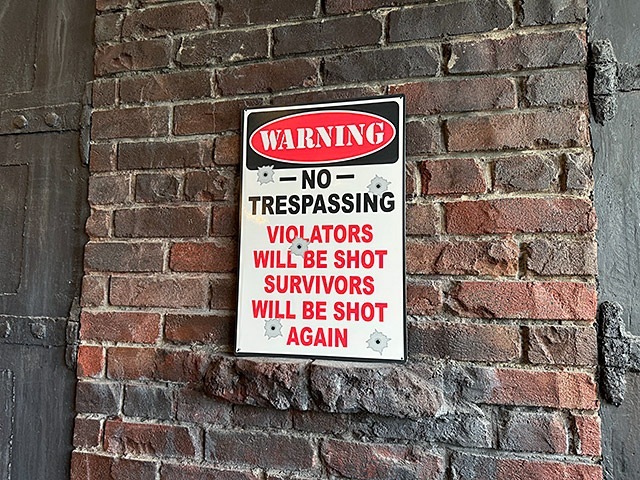 WARNING
— NO —
TRESPASSING
VIOLATORS
WILL BE SHOT
SURVIVORS
WILL BE SHOT
AGAIN